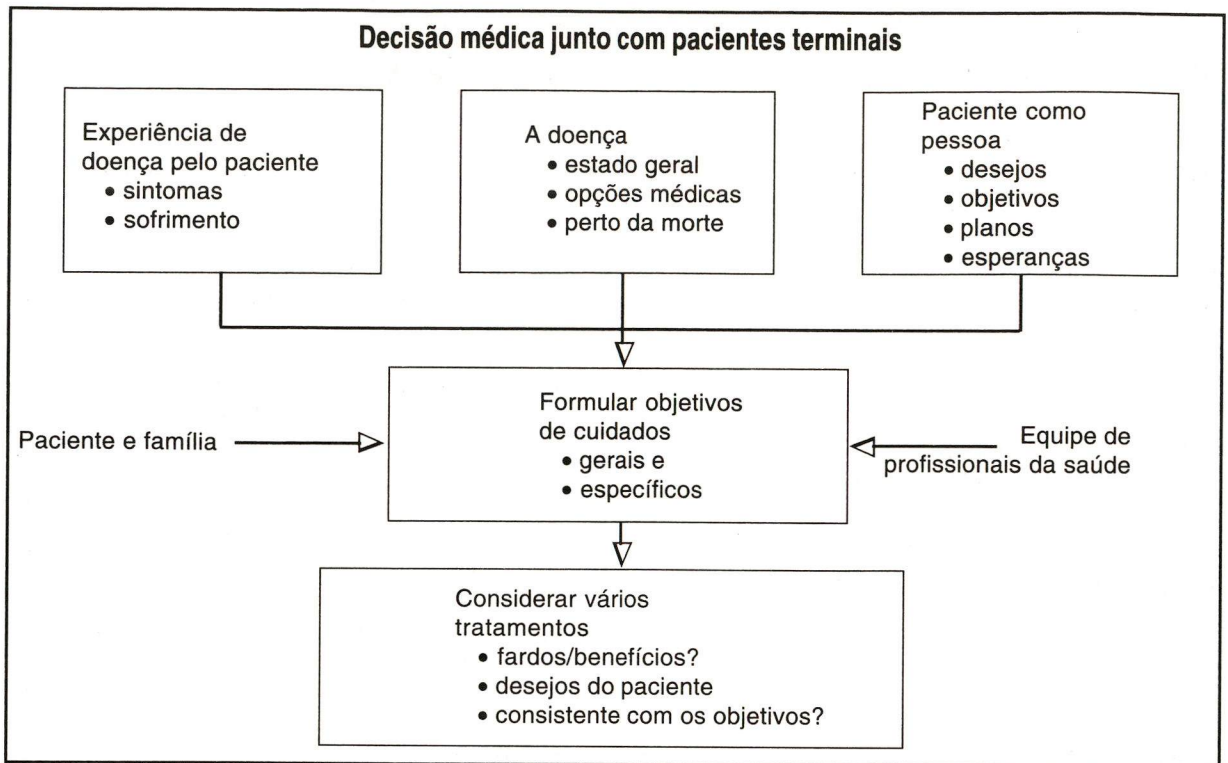 Decisão médica junto com pacientes terminais
Experiência de
doença pelo paciente
• sintomas
• sofrimento
A doença
• estado geral
• opções médicas
• perto da morte
Paciente como
pessoa
• desejos
• objetivos
• planos
• esperanças
Formular objetivos
de cuidados
• gerais e
• específicos
Paciente e família
Equipe de
profissionais da saúde
Considerar vários
tratamentos
• fardos/benefícios?
• desejos do paciente
• consistente com os objetivos?